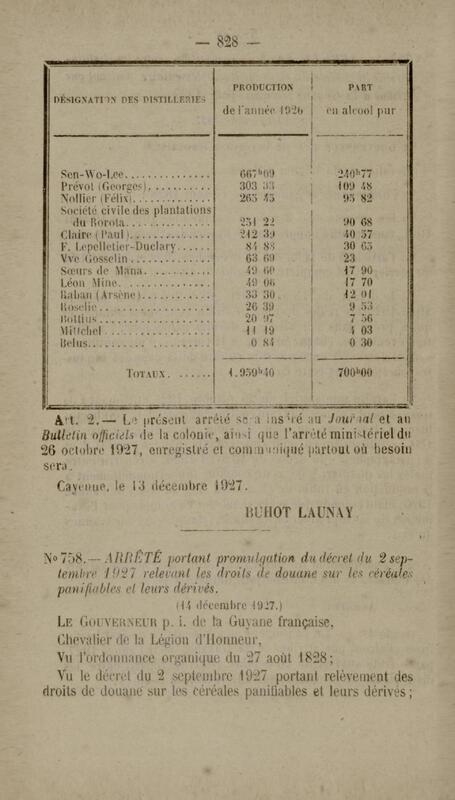 — 828 —
DÉSIGNATION DES DISTILLERIES
PRODUCTION
de l'année 1926
PART
en alcool pur
Sen-Wo-Lee............... 667h09 240h77
Prévot (Georges)............ 303 33 109 48
Nollier (Félix)............... 265 45 95 82
Société civile des plantations
du Rorota............... 251 22 90 68
Claire (Paul)............... 212 39 40 57
F. Lepelletier-Duclary...... 84 88 30 65
Vve Gosselin............... 63 69 23
Sœurs de Mana............ 49 60 17 90
Léon Mine............... 49 06 17 70
Raban (Arsène)............ 33 30 12 01
Roselie............... 26 39 9 53
Bottius............... 20 97 7 56
Mittchel............... 11 19 4 03
Belus............... 0 84 0 30
TOTAUX....... 1.959h40 700h00
Art. 2.— Le présent arrêté sera inséré au Journal et au
Bulletin officiels de la colonie, ainsi que l'arrêté ministériel du
26 octobre 1927, enregistré et communiqué partout où besoin
sera.
Cayenne, le 13 décembre 1927.
BUHOT LAUNAY
No 758.— ARRÊTÉ portant promulgation du décret du 2 sep-
tembre 1927 relevant les droits de douane sur les céréales
panifiables et leurs dérivés.
(14 décembre 1927.)
LE GOUVERNEUR p. i. de la Guyane française,
Chevalier de la Légion d'Honneur,
Vu l'ordonnance organique du 27 août 1828;
Vu le décret du 2 septembre 1927 portant relèvement des
droits de douane sur les céréales panifiables et leurs dérivés;